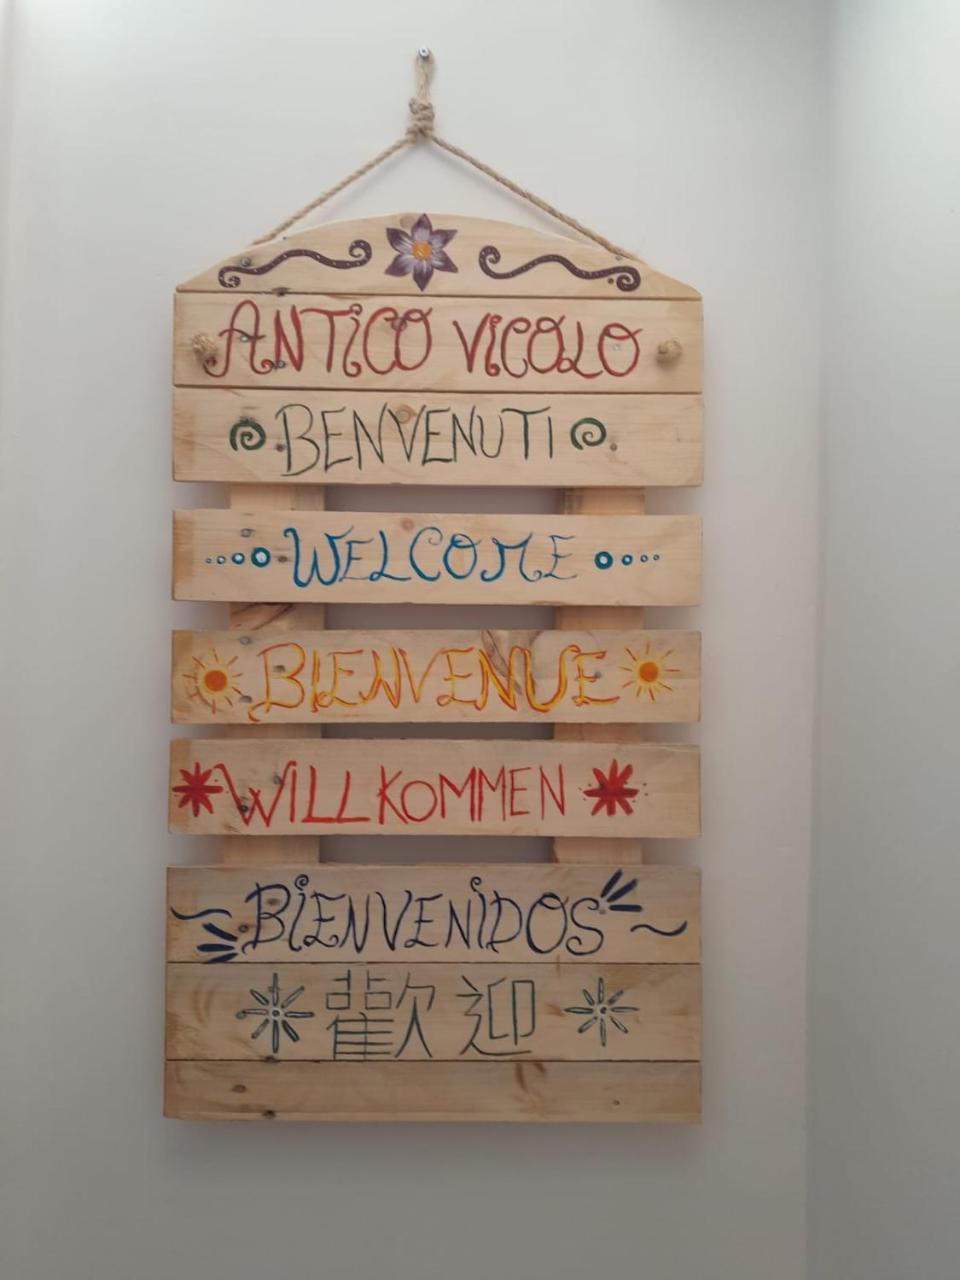 ANTICO VICOLO
BENVENUTI
WELCOME
BIENVENUE
WILLKOMMEN
BIENVENIDOS
歡迎